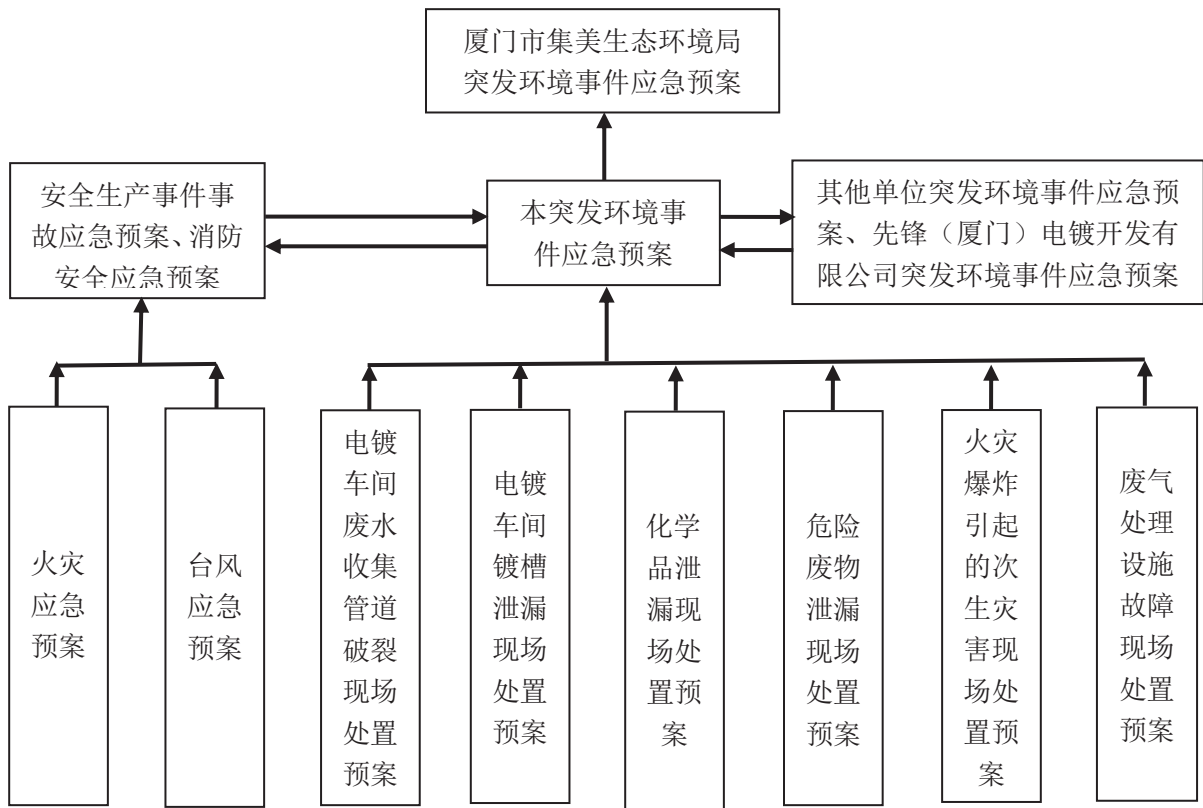 厦门市集美生态环境局
突发环境事件应急预案
安全生产事件事
故应急预案、消防
安全应急预案
本突发环境事
件应急预案
其他单位突发环境事件应急预
案、先锋（厦门）电镀开发有
限公司突发环境事件应急预案
火灾
应急
预案
台风
应急
预案
电镀
车间
废水
收集
管道
破裂
现场
处置
预案
电镀
车间
镀槽
泄漏
现场
处置
预案
化学
品泄
漏现
场处
置预
案
危险
废物
泄漏
现场
处置
预案
火灾
爆炸
引起
的次
生灾
害现
场处
置预
案
废气
处理
设施
故障
现场
处置
预案